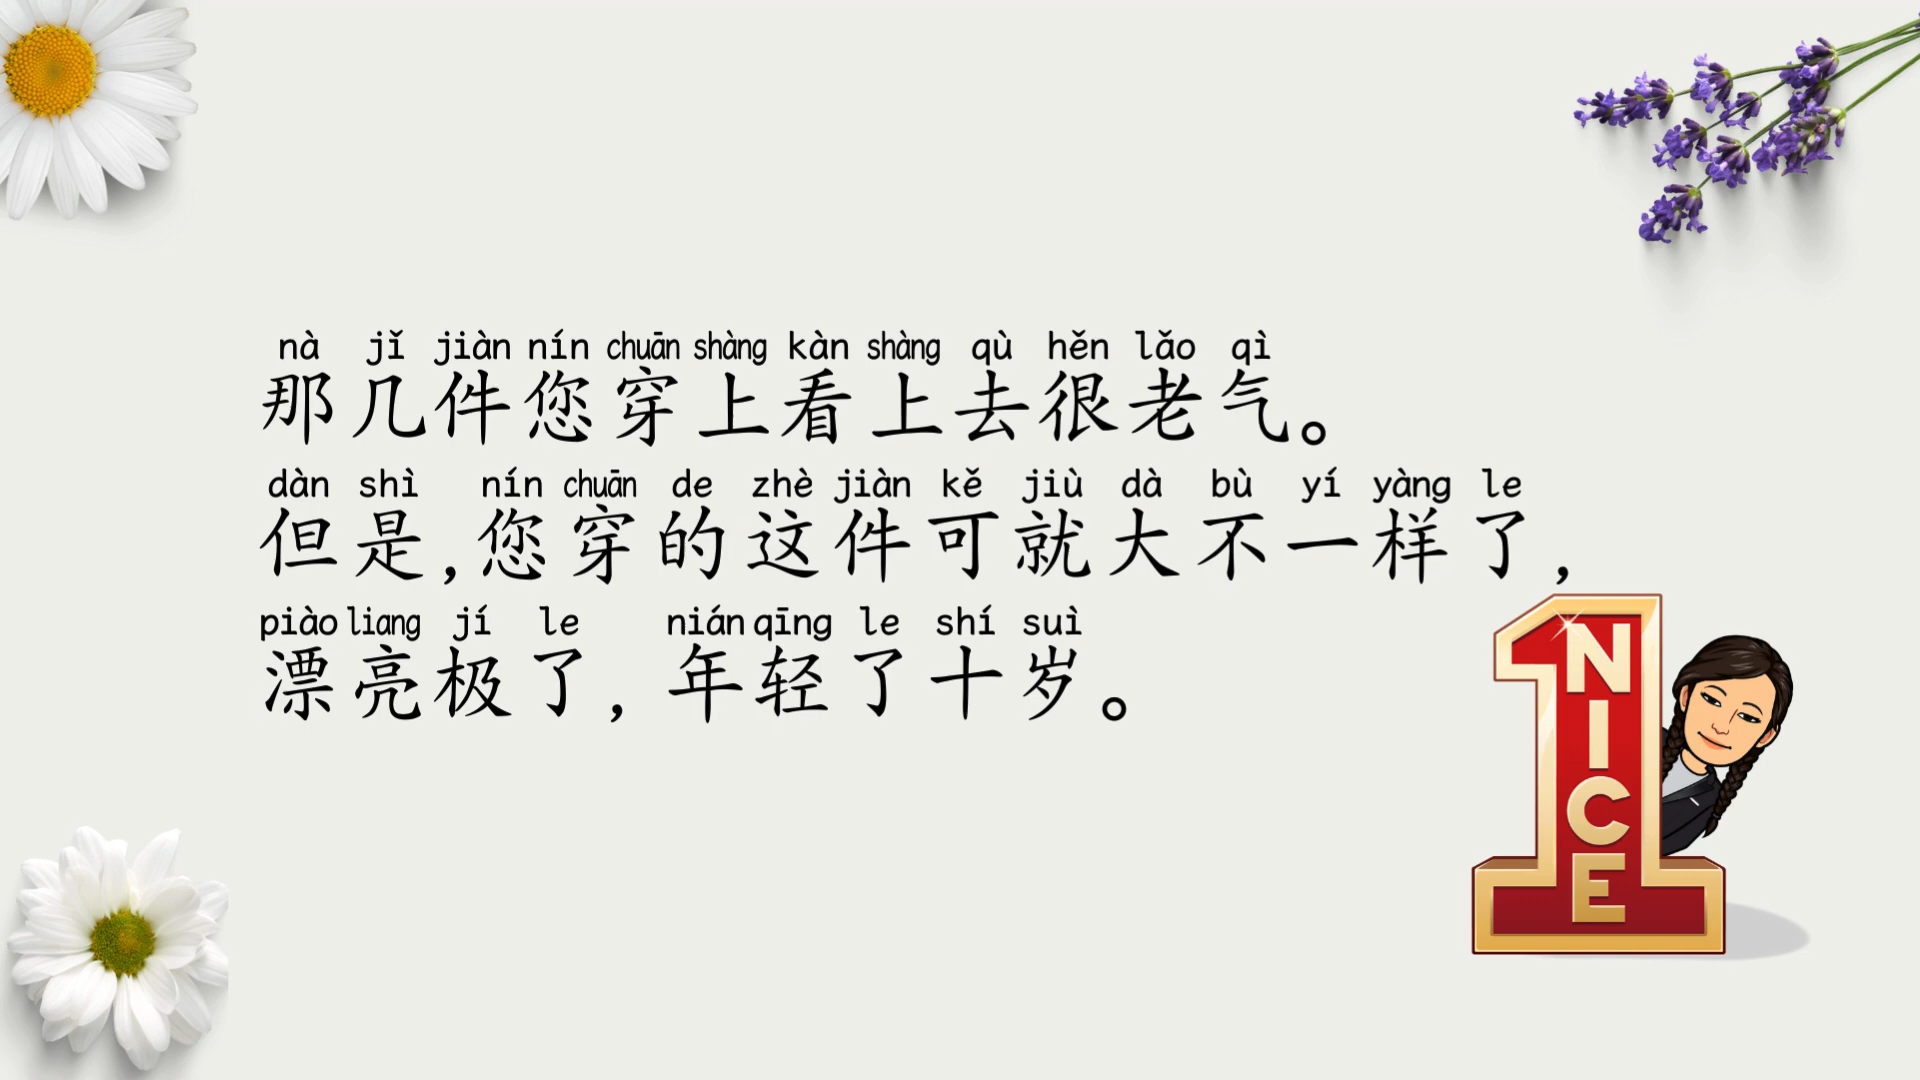 nà jǐ jiàn nín chuān shàng kàn shàng qù hěn lǎo qì
那几件您穿上看上去很老气。
dàn shì nín chuān de zhè jiàn kě jiù dà bù yí yàng le
但是,您穿的这件可就大不一样了,
piào liang jí le nián qīng le shí suì
漂亮极了,年轻了十岁。
NICE